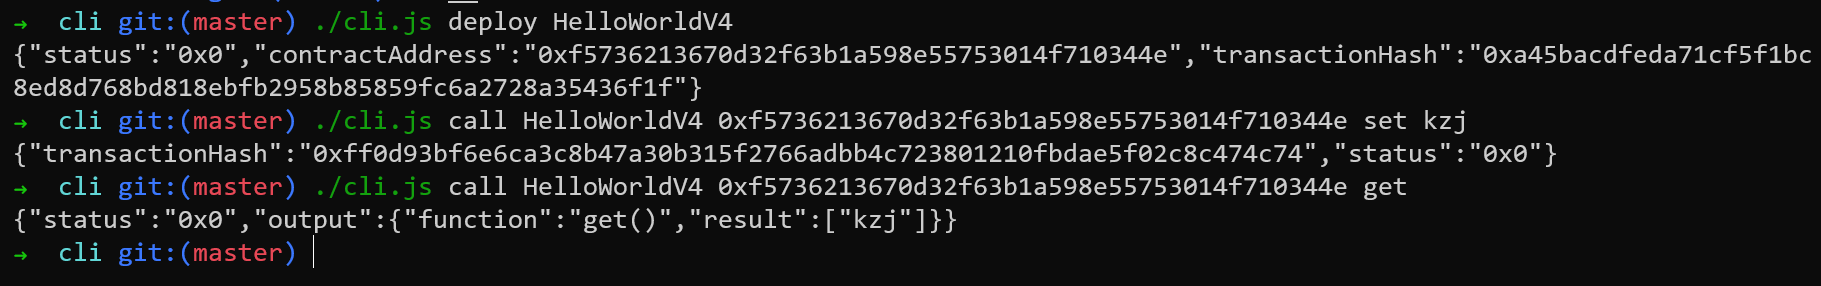 → cli git:(master) ./cli.js deploy HelloWorldV4
{"status":"0x0","contractAddress":"0xf5736213670d32f63b1a598e55753014f710344e","transactionHash":"0xa45bacdfeda71cf5f1bc
8ed8d768bd818ebfb2958b85859fc6a2728a35436f1f"}
→ cli git:(master) ./cli.js call HelloWorldV4 0xf5736213670d32f63b1a598e55753014f710344e set kzj
{"transactionHash":"0xff0d93bf6e6ca3c8b47a30b315f2766adbb4c723801210fbdae5f02c8c474c74","status":"0x0"}
→ cli git:(master) ./cli.js call HelloWorldV4 0xf5736213670d32f63b1a598e55753014f710344e get
{"status":"0x0","output":{"function":"get()","result":["kzj"]}}
→ cli git:(master)